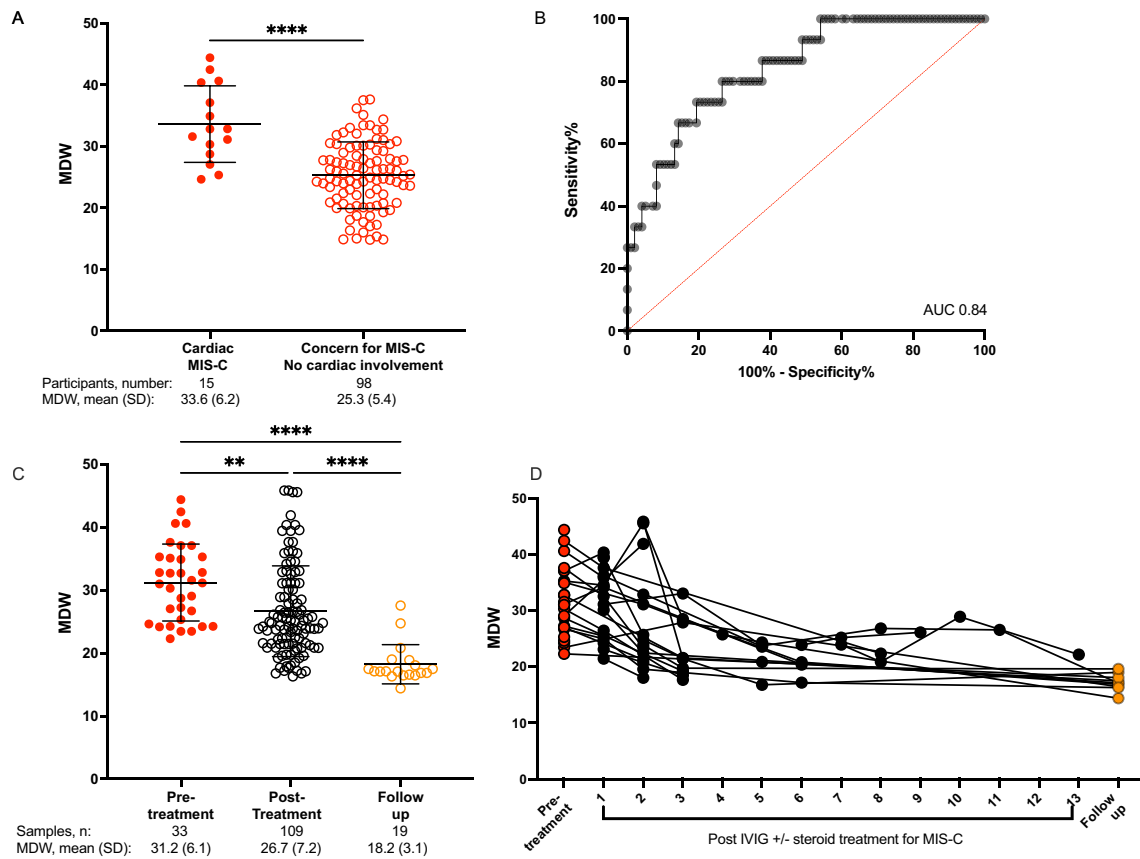 A
****
50
40
30
20
10
0
MDW
Cardiac
MIS-C
Concern for MIS-C
No cardiac involvement
Participants, number: 15 98
MDW, mean (SD): 33.6 (6.2) 25.3 (5.4)
B
100
80
60
40
20
0
Sensitivity%
AUC 0.84
0 20 40 60 80 100
100% - Specificity%
C
****
** ****
50
40
30
20
10
0
MDW
Pre-
treatment
Post-
Treatment
Follow
up
Samples, n: 33 109 19
MDW, mean (SD): 31.2 (6.1) 26.7 (7.2) 18.2 (3.1)
D
50
40
30
20
10
0
MDW
Pre-
treatment
1 2 3 4 5 6 7 8 9 10 11 12 13
Follow
up
Post IVIG +/- steroid treatment for MIS-C